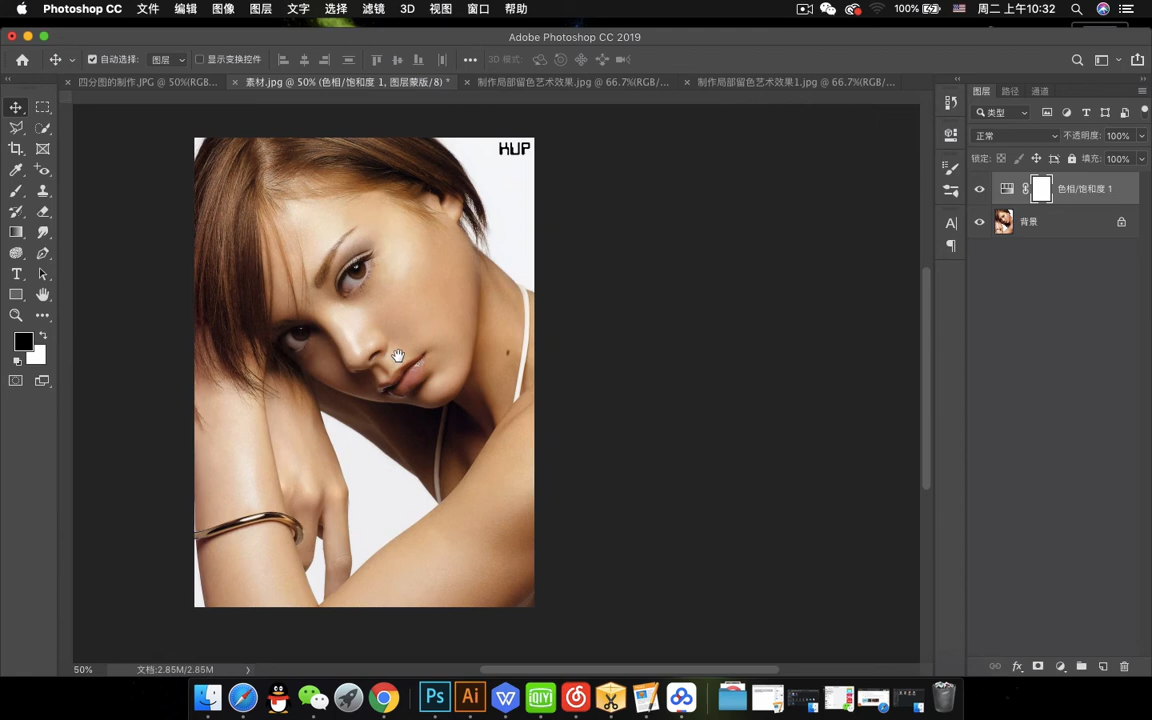 Photoshop CC 文件 编辑 图像 图层 文字 选择 滤镜 3D 视图 窗口 帮助 100% 周二 上午10:32
Adobe Photoshop CC 2019
自动选择: 图层 显示变换控件 3D 模式:
四分图的制作.JPG @ 50%(RGB... 素材.jpg @ 50% (色相/饱和度 1, 图层蒙版/8) * 制作局部留色艺术效果.jpg @ 66.7%(RGB/... 制作局部留色艺术效果1.jpg @ 66.7%(RGB/...
图层 路径 通道
类型
正常 不透明度: 100%
锁定: 填充: 100%
色相/饱和度 1
背景
KUP
50% 文档:2.85M/2.85M